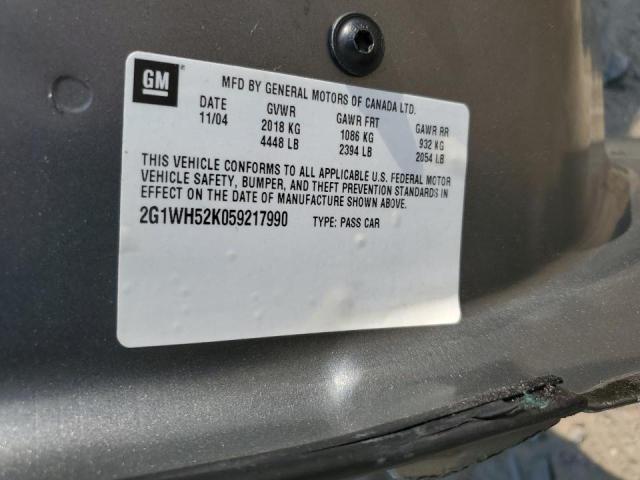 GM
MFD BY GENERAL MOTORS OF CANADA LTD.
DATE GVWR GAWR FRT GAWR RR
11/04 2018 KG 1086 KG 932 KG
4448 LB 2394 LB 2054 LB
THIS VEHICLE CONFORMS TO ALL APPLICABLE U.S. FEDERAL MOTOR
VEHICLE SAFETY, BUMPER, AND THEFT PREVENTION STANDARDS IN
EFFECT ON THE DATE OF MANUFACTURE SHOWN ABOVE.
2G1WH52K059217990 TYPE: PASS CAR